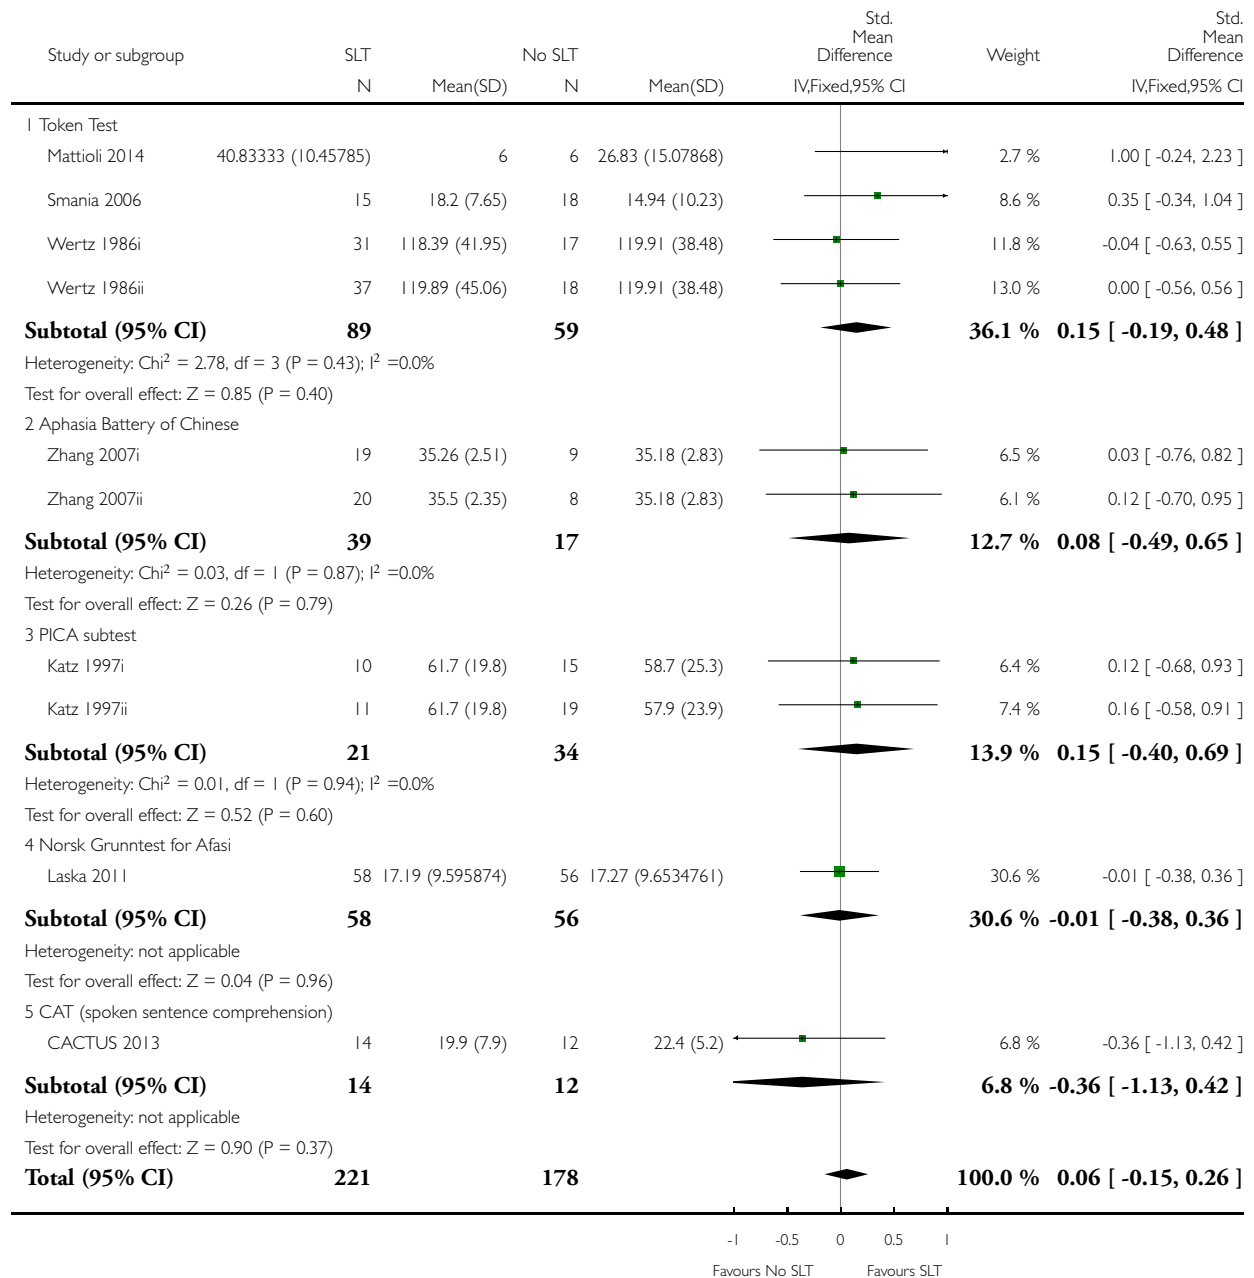 Std. Std.
Mean Mean
Study or subgroup SLT No SLT Difference Weight Difference
N Mean(SD) N Mean(SD) IV,Fixed,95% CI IV,Fixed,95% CI
1 Token Test
Mattioli 2014 40.83333 (10.45785) 6 6 26.83 (15.07868) 2.7 % 1.00 [ -0.24, 2.23 ]
Smania 2006 15 18.2 (7.65) 18 14.94 (10.23) 8.6 % 0.35 [ -0.34, 1.04 ]
Wertz 1986i 31 118.39 (41.95) 17 119.91 (38.48) 11.8 % -0.04 [ -0.63, 0.55 ]
Wertz 1986ii 37 119.89 (45.06) 18 119.91 (38.48) 13.0 % 0.00 [ -0.56, 0.56 ]
Subtotal (95% CI) 89 59 36.1 % 0.15 [ -0.19, 0.48 ]
Heterogeneity: Chi² = 2.78, df = 3 (P = 0.43); I² =0.0%
Test for overall effect: Z = 0.85 (P = 0.40)
2 Aphasia Battery of Chinese
Zhang 2007i 19 35.26 (2.51) 9 35.18 (2.83) 6.5 % 0.03 [ -0.76, 0.82 ]
Zhang 2007ii 20 35.5 (2.35) 8 35.18 (2.83) 6.1 % 0.12 [ -0.70, 0.95 ]
Subtotal (95% CI) 39 17 12.7 % 0.08 [ -0.49, 0.65 ]
Heterogeneity: Chi² = 0.03, df = 1 (P = 0.87); I² =0.0%
Test for overall effect: Z = 0.26 (P = 0.79)
3 PICA subtest
Katz 1997i 10 61.7 (19.8) 15 58.7 (25.3) 6.4 % 0.12 [ -0.68, 0.93 ]
Katz 1997ii 11 61.7 (19.8) 19 57.9 (23.9) 7.4 % 0.16 [ -0.58, 0.91 ]
Subtotal (95% CI) 21 34 13.9 % 0.15 [ -0.40, 0.69 ]
Heterogeneity: Chi² = 0.01, df = 1 (P = 0.94); I² =0.0%
Test for overall effect: Z = 0.52 (P = 0.60)
4 Norsk Grunntest for Afasi
Laska 2011 58 17.19 (9.595874) 56 17.27 (9.6534761) 30.6 % -0.01 [ -0.38, 0.36 ]
Subtotal (95% CI) 58 56 30.6 % -0.01 [ -0.38, 0.36 ]
Heterogeneity: not applicable
Test for overall effect: Z = 0.04 (P = 0.96)
5 CAT (spoken sentence comprehension)
CACTUS 2013 14 19.9 (7.9) 12 22.4 (5.2) 6.8 % -0.36 [ -1.13, 0.42 ]
Subtotal (95% CI) 14 12 6.8 % -0.36 [ -1.13, 0.42 ]
Heterogeneity: not applicable
Test for overall effect: Z = 0.90 (P = 0.37)
Total (95% CI) 221 178 100.0 % 0.06 [ -0.15, 0.26 ]
-1 -0.5 0 0.5 1
Favours No SLT Favours SLT